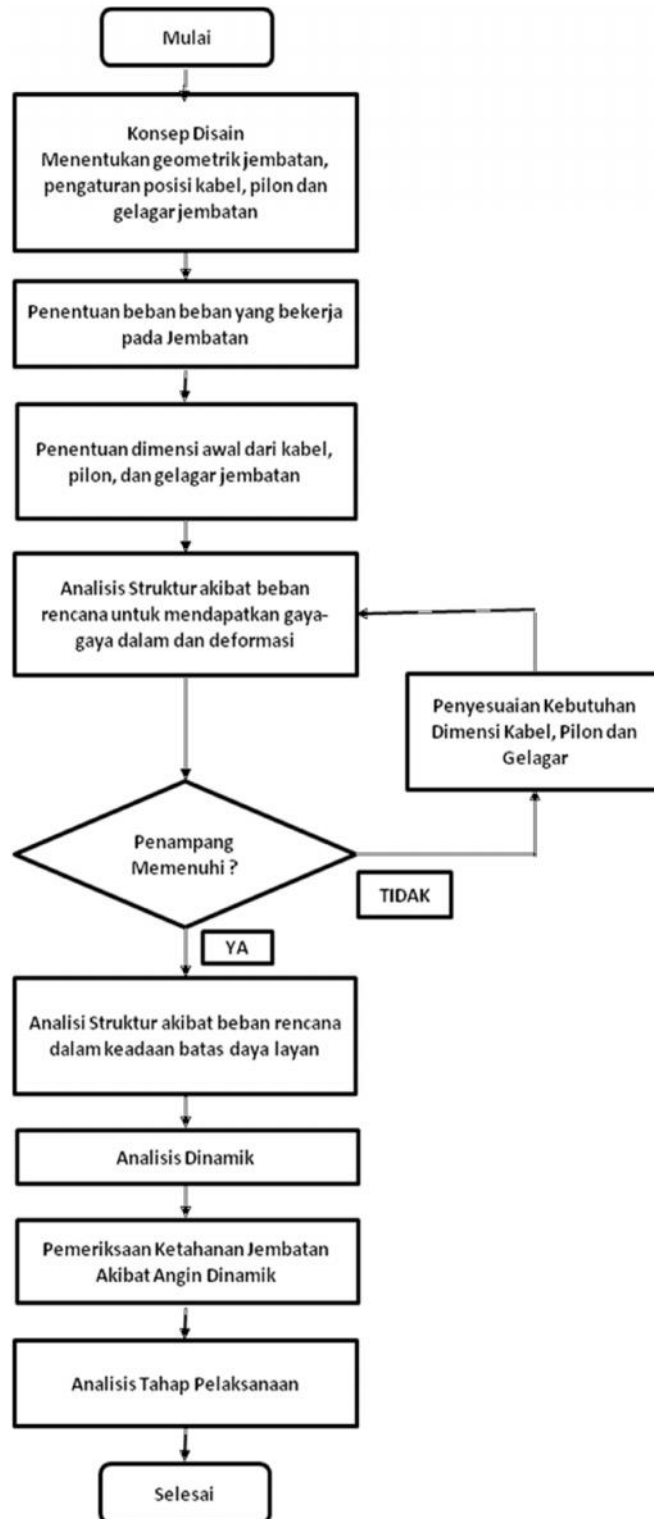 Mulai
Konsep Disain
Menentukan geometrik jembatan,
pengaturan posisi kabel, pilon dan
gelagar jembatan
Penentuan beban beban yang bekerja
pada Jembatan
Penentuan dimensi awal dari kabel,
pilon, dan gelagar jembatan
Analisis Struktur akibat beban
rencana untuk mendapatkan gaya-
gaya dalam dan deformasi
Penyesuaian Kebutuhan
Dimensi Kabel, Pilon dan
Gelagar
Penampang
Memenuhi ?
TIDAK
YA
Analisi Struktur akibat beban rencana
dalam keadaan batas daya layan
Analisis Dinamik
Pemeriksaan Ketahanan Jembatan
Akibat Angin Dinamik
Analisis Tahap Pelaksanaan
Selesai